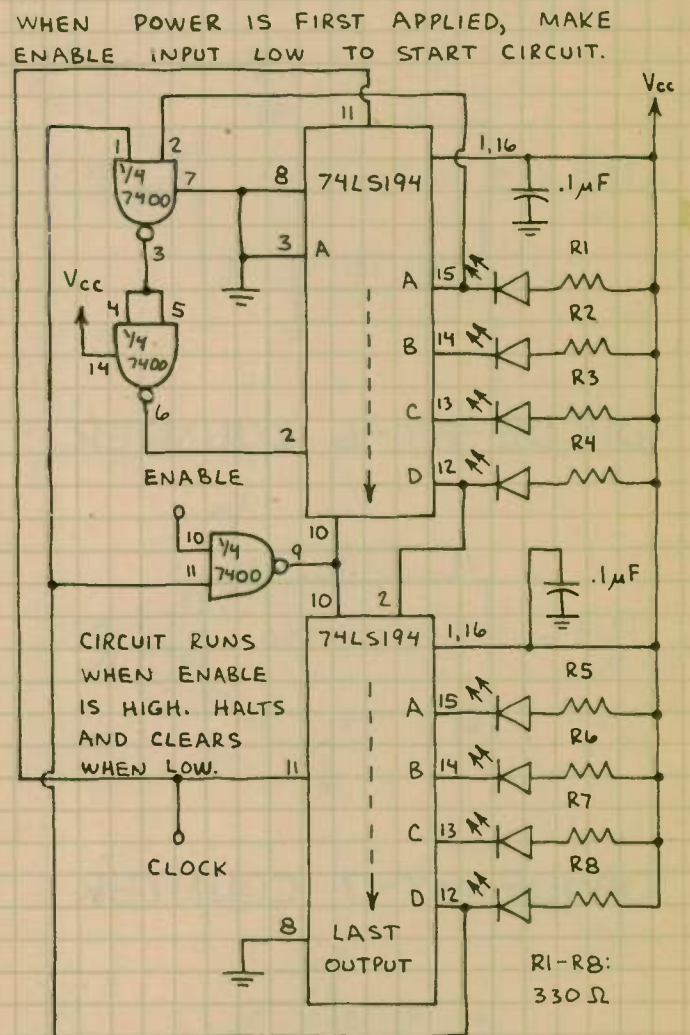 WHEN POWER IS FIRST APPLIED, MAKE
ENABLE INPUT LOW TO START CIRCUIT.
Vcc
11
1,16
1
2
1/4
7400
7
8
74LS194
.1µF
3
A
3
R1
A
15
Vcc
4
5
R2
1/4
7400
B
14
14
R3
6
C
13
2
R4
D
12
ENABLE
10
10
1/4
7400
9
11
.1µF
10
2
74LS194
1,16
CIRCUIT RUNS
WHEN ENABLE
IS HIGH. HALTS
AND CLEARS
WHEN LOW.
R5
A
15
R6
11
B
14
R7
C
13
CLOCK
R8
D
12
8
LAST
OUTPUT
R1-R8:
330 Ω